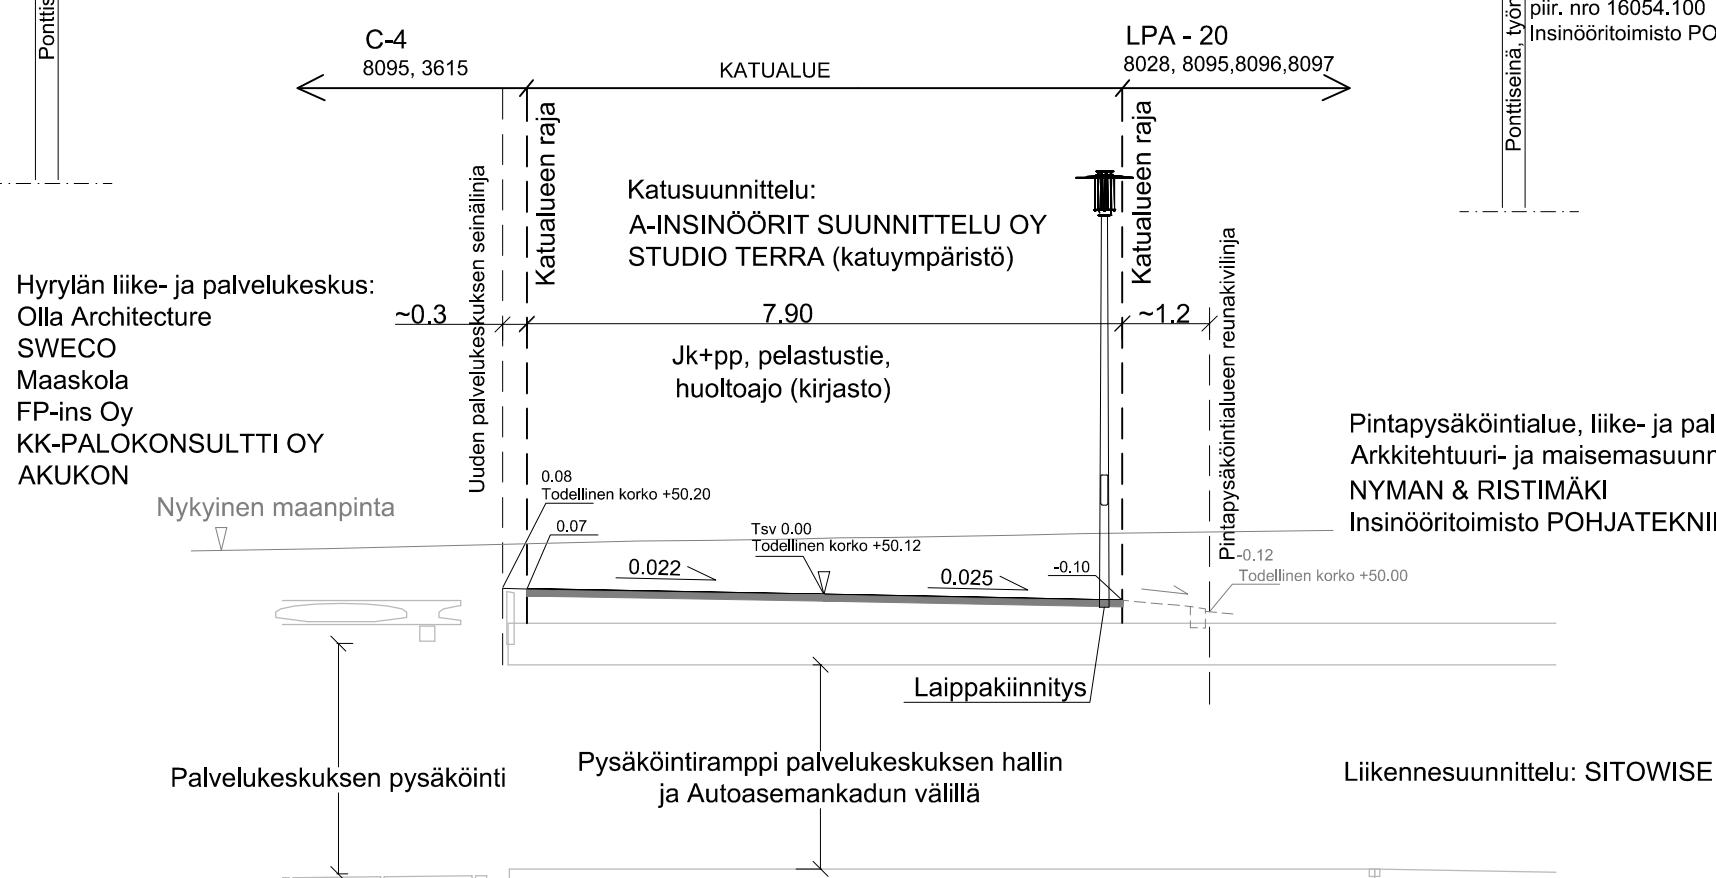 Ponttis
C-4
8095, 3615
KATUALUE
LPA - 20
8028, 8095,8096,8097
Ponttiseinä, työn
piir. nro 16054.100
Insinööritoimisto PO
Uuden palvelukeskuksen seinälinja
Katualueen raja
Katusuunnittelu:
A-INSINÖÖRIT SUUNNITTELU OY
STUDIO TERRA (katuympäristö)
Katualueen raja
Pintapysäköintialueen reunakivilinja
Hyrylän liike- ja palvelukeskus:
Olla Architecture
SWECO
Maaskola
FP-ins Oy
KK-PALOKONSULTTI OY
AKUKON
~0.3
7.90
~1.2
Jk+pp, pelastustie,
huoltoajo (kirjasto)
Pintapysäköintialue, liike- ja pal
Arkkitehtuuri- ja maisemasuunn
NYMAN & RISTIMÄKI
Insinööritoimisto POHJATEKNII
Nykyinen maanpinta
0.08
Todellinen korko +50.20
0.07
Tsv 0.00
Todellinen korko +50.12
0.022
0.025
-0.10
-0.12
Todellinen korko +50.00
Laippakiinnitys
Palvelukeskuksen pysäköinti
Pysäköintiramppi palvelukeskuksen hallin
ja Autoasemankadun välillä
Liikennesuunnittelu: SITOWISE